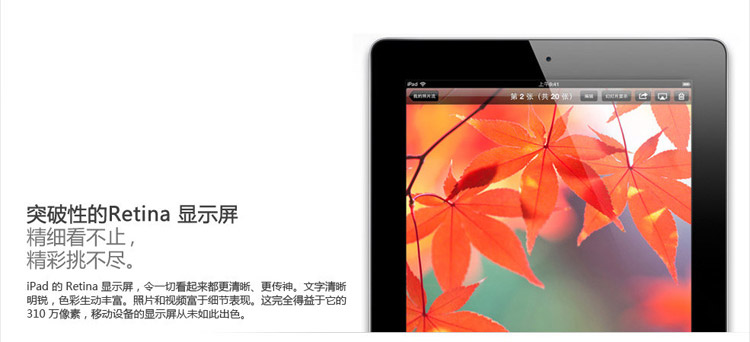 iPad
上午9:41
我的照片流
第 2 张（共 20 张）
编辑
幻灯片显示
突破性的Retina 显示屏
精细看不止，
精彩挑不尽。
iPad 的 Retina 显示屏，令一切看起来都更清晰、更传神。文字清晰
明锐，色彩生动丰富。照片和视频富于细节表现。这完全得益于它的
310 万像素，移动设备的显示屏从未如此出色。